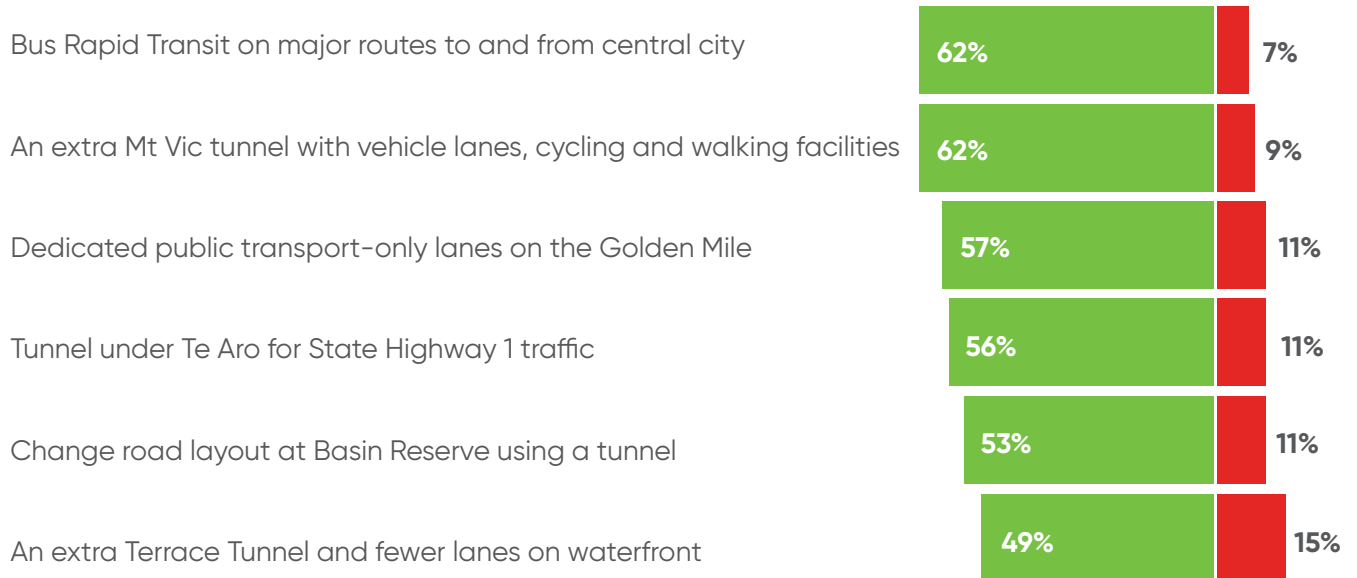 Bus Rapid Transit on major routes to and from central city 62% 7%
An extra Mt Vic tunnel with vehicle lanes, cycling and walking facilities 62% 9%
Dedicated public transport-only lanes on the Golden Mile 57% 11%
Tunnel under Te Aro for State Highway 1 traffic 56% 11%
Change road layout at Basin Reserve using a tunnel 53% 11%
An extra Terrace Tunnel and fewer lanes on waterfront 49% 15%